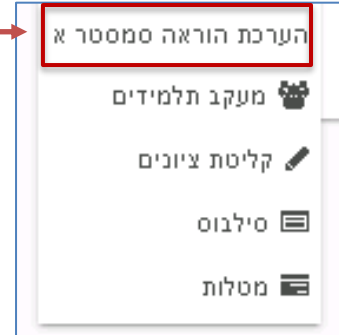 הערכת הוראה סמסטר א
מעקב תלמידים
קליטת ציונים
סילבוס
מטלות